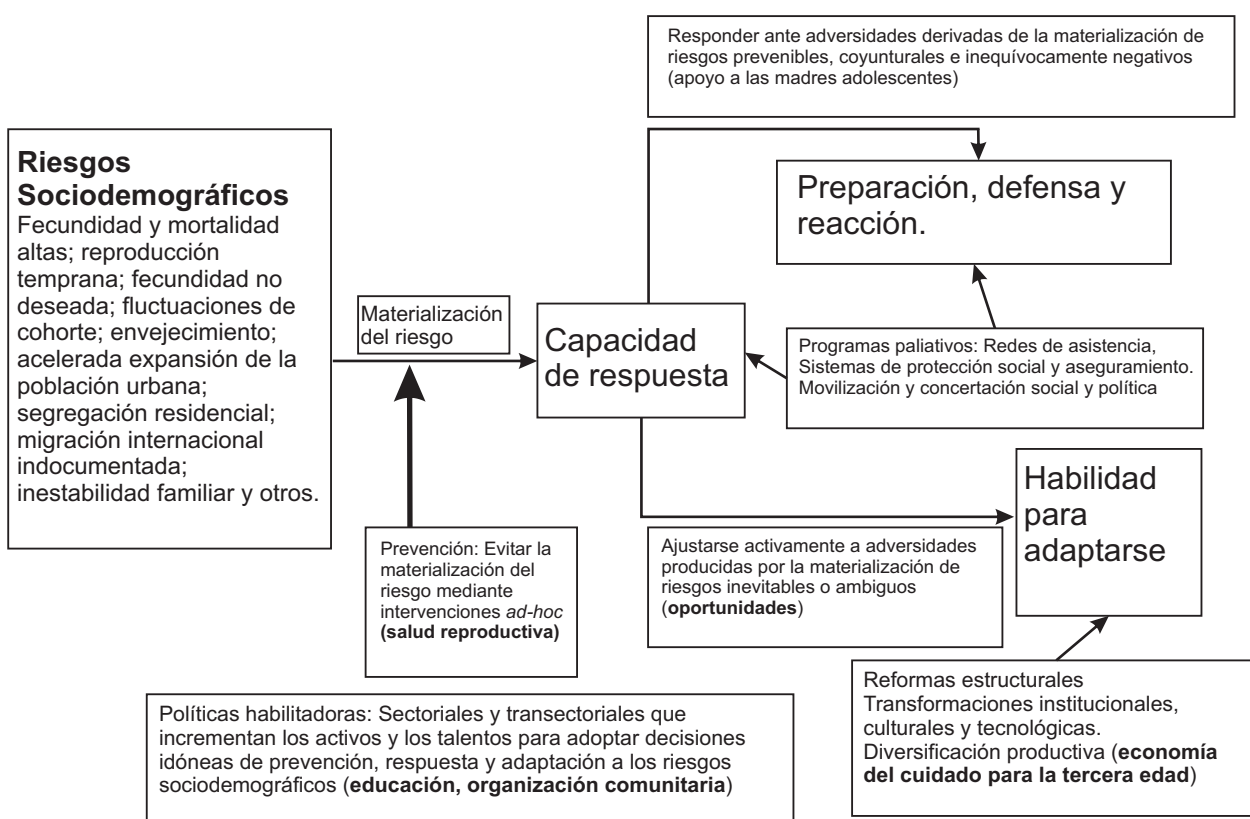 Responder ante adversidades derivadas de la materialización de
riesgos prevenibles, coyunturales e inequívocamente negativos
(apoyo a las madres adolescentes)
Riesgos
Sociodemográficos
Fecundidad y mortalidad
altas; reproducción
temprana; fecundidad no
deseada; fluctuaciones de
cohorte; envejecimiento;
acelerada expansión de la
población urbana;
segregación residencial;
migración internacional
indocumentada;
inestabilidad familiar y otros.
Preparación, defensa y
reacción.
Materialización
del riesgo
Capacidad
de respuesta
Programas paliativos: Redes de asistencia,
Sistemas de protección social y aseguramiento.
Movilización y concertación social y política
Habilidad
para
adaptarse
Prevención: Evitar la
materialización del
riesgo mediante
intervenciones ad-hoc
(salud reproductiva)
Ajustarse activamente a adversidades
producidas por la materialización de
riesgos inevitables o ambiguos
(oportunidades)
Reformas estructurales
Transformaciones institucionales,
culturales y tecnológicas.
Diversificación productiva (economía
del cuidado para la tercera edad)
Políticas habilitadoras: Sectoriales y transectoriales que
incrementan los activos y los talentos para adoptar decisiones
idóneas de prevención, respuesta y adaptación a los riesgos
sociodemográficos (educación, organización comunitaria)